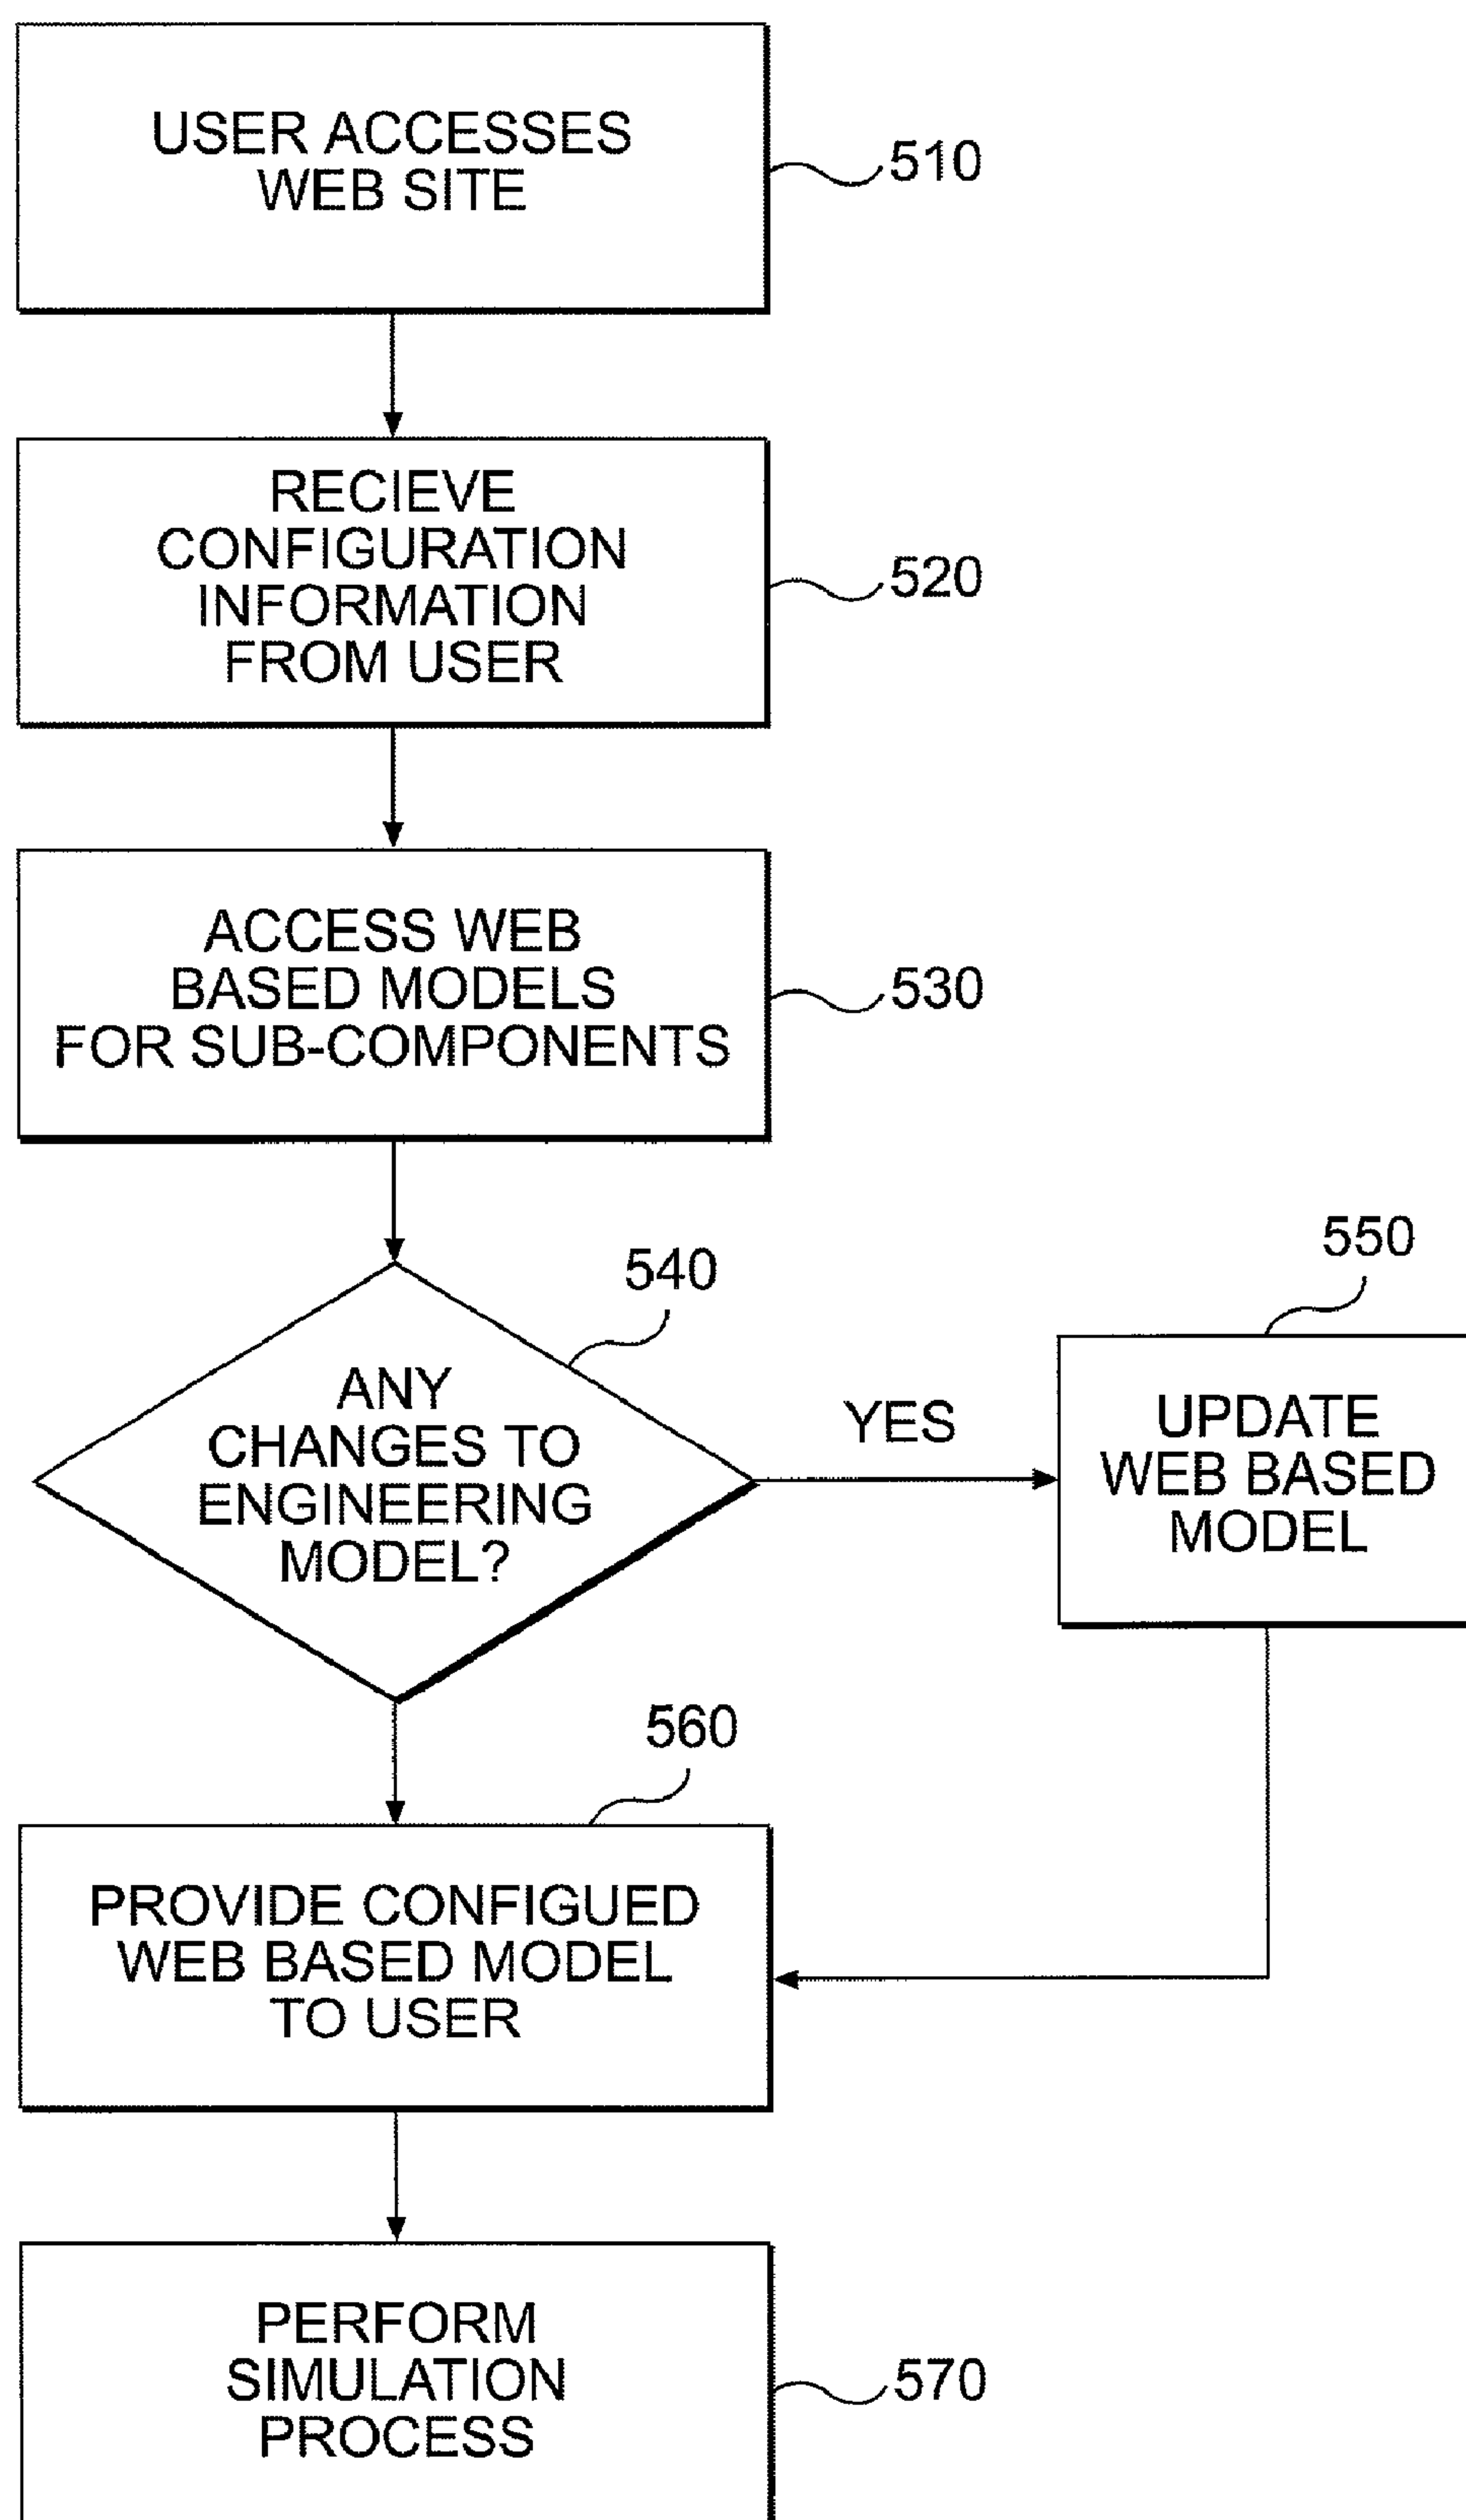 USER ACCESSES
WEB SITE
510
RECIEVE
CONFIGURATION
INFORMATION
FROM USER
520
ACCESS WEB
BASED MODELS
FOR SUB-COMPONENTS
530
540
ANY
CHANGES TO
ENGINEERING
MODEL?
YES
550
UPDATE
WEB BASED
MODEL
560
PROVIDE CONFIGUED
WEB BASED MODEL
TO USER
PERFORM
SIMULATION
PROCESS
570